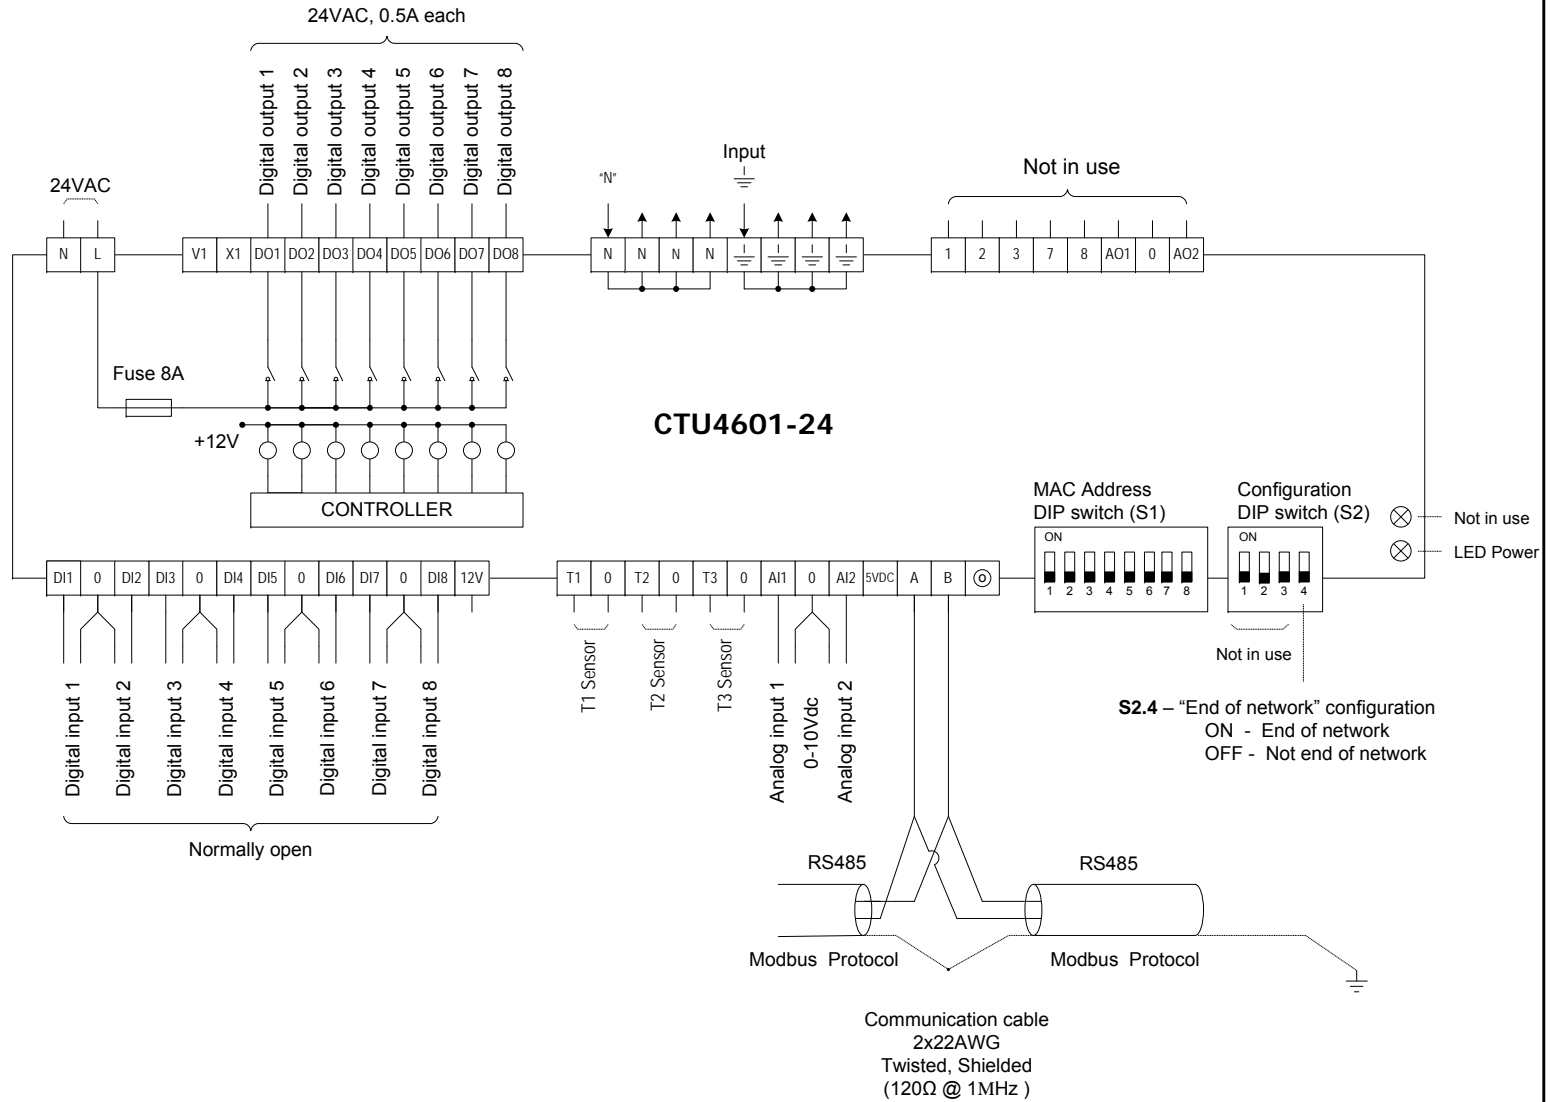 24VAC, 0.5A each
Digital output 1
Digital output 2
Digital output 3
Digital output 4
Digital output 5
Digital output 6
Digital output 7
Digital output 8
24VAC
"N"
Input
Not in use
N L
V1 X1 DO1 DO2 DO3 DO4 DO5 DO6 DO7 DO8
N N N N
1 2 3 7 8 AO1 0 AO2
Fuse 8A
+12V
CONTROLLER
CTU4601-24
MAC Address
DIP switch (S1)
ON
1 2 3 4 5 6 7 8
Configuration
DIP switch (S2)
ON
1 2 3 4
Not in use
LED Power
DI1 0 DI2 DI3 0 DI4 DI5 0 DI6 DI7 0 DI8 12V
T1 0 T2 0 T3 0 AI1 0 AI2 5VDC A B
Digital input 1
Digital input 2
Digital input 3
Digital input 4
Digital input 5
Digital input 6
Digital input 7
Digital input 8
Normally open
T1 Sensor
T2 Sensor
T3 Sensor
Analog input 1
0-10Vdc
Analog input 2
Not in use
S2.4 – “End of network” configuration
ON - End of network
OFF - Not end of network
RS485
RS485
Modbus Protocol
Modbus Protocol
Communication cable
2x22AWG
Twisted, Shielded
(120Ω @ 1MHz )